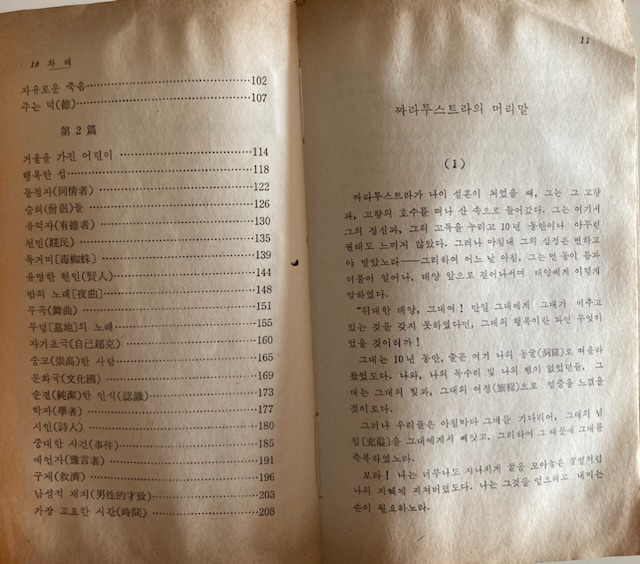 10 차 례
자유로운 죽음 102
주는 덕(德) 107
第 2 篇
거울을 가진 어린이 114
행복한 섬 118
동정자(同情者) 122
승려(僧侶)들 126
유덕자(有德者) 130
천민(賤民) 135
독거미[毒蜘蛛] 139
유명한 현인(賢人) 144
밤의 노래[夜曲] 148
무곡(舞曲) 151
무덤[墓地]의 노래 155
자기초극(自己超克) 160
숭고(崇高)한 사람 165
문화국(文化國) 169
순결(純潔)한 인식(認識) 173
학자(學者) 177
시인(詩人) 180
중대한 사건(事件) 185
예언자(豫言者) 191
구제(救濟) 196
남성적 재치(男性的才致) 203
가장 고요한 시간(時間) 208
11
짜라투스트라의 머리말
(1)
짜라투스트라가 나이 설흔이 되었을 때, 그는 그 고향
과, 고향의 호수를 떠나 산 속으로 들어갔다. 그는 여기서
그의 정신과, 그의 고독을 누리고 10년 동안이나 아무런
권태도 느끼지 않았다. 그러나 마침내 그의 심경은 변하고
야 말았노라——그리하여 어느 날 아침, 그는 먼 동이 틈과
더불어 일어나, 태양 앞으로 걸어나서며 태양에게 이렇게
말하였다.
"위대한 태양, 그대여! 만일 그대에게 그대가 비추고
있는 것을 갖지 못하였다면, 그대의 행복이란 과연 무엇이
었을 것이랴!
그대는 10년 동안, 줄곧 여기 나의 동굴(洞窟)로 떠올라
왔었도다. 나와, 나의 독수리 및 나의 뱀이 없었던들, 그
대는 그대의 빛과, 그대의 여정(旅程)으로 염증을 느꼈을
것이로다.
그러나 우리들은 아침마다 그대를 기다리어, 그대의 넘
침[充溢]을 그대에게서 빼앗고, 그리하여 그 때문에 그대를
축복하였노라.
보라! 나는 너무나도 지나치게 꿀을 모아놓은 꿀벌처럼
나의 지혜에 지쳐버렸도다. 나는 그것을 얻으려고 내미는
손이 필요하노라.